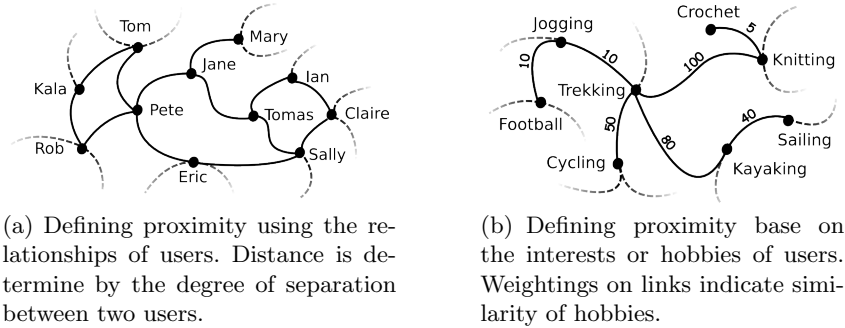 Tom
Mary
Jane
Ian
Kala
Pete
Tomas
Claire
Rob
Sally
Eric
(a) Defining proximity using the re-
lationships of users. Distance is de-
termine by the degree of separation
between two users.
Crochet
Jogging
5
Knitting
10
10
100
Trekking
Football
50
80
40
Sailing
Cycling
Kayaking
(b) Defining proximity base on
the interests or hobbies of users.
Weightings on links indicate simi-
larity of hobbies.